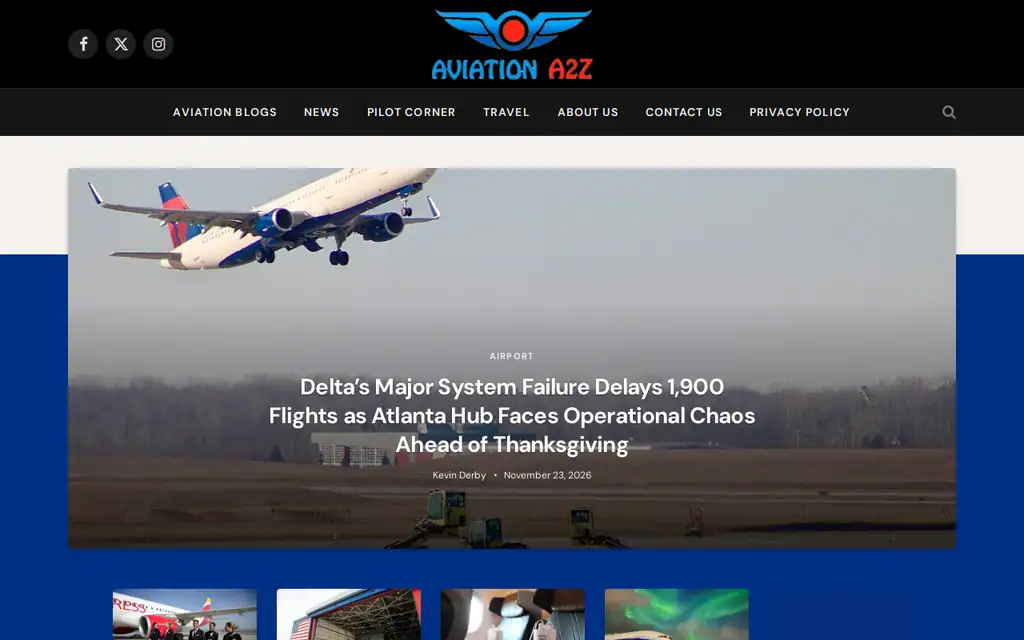 AVIATION A2Z
AVIATION BLOGS
NEWS
PILOT CORNER
TRAVEL
ABOUT US
CONTACT US
PRIVACY POLICY
AIRPORT
Delta’s Major System Failure Delays 1,900
Flights as Atlanta Hub Faces Operational Chaos
Ahead of Thanksgiving
Kevin Derby • November 23, 2026
RESS